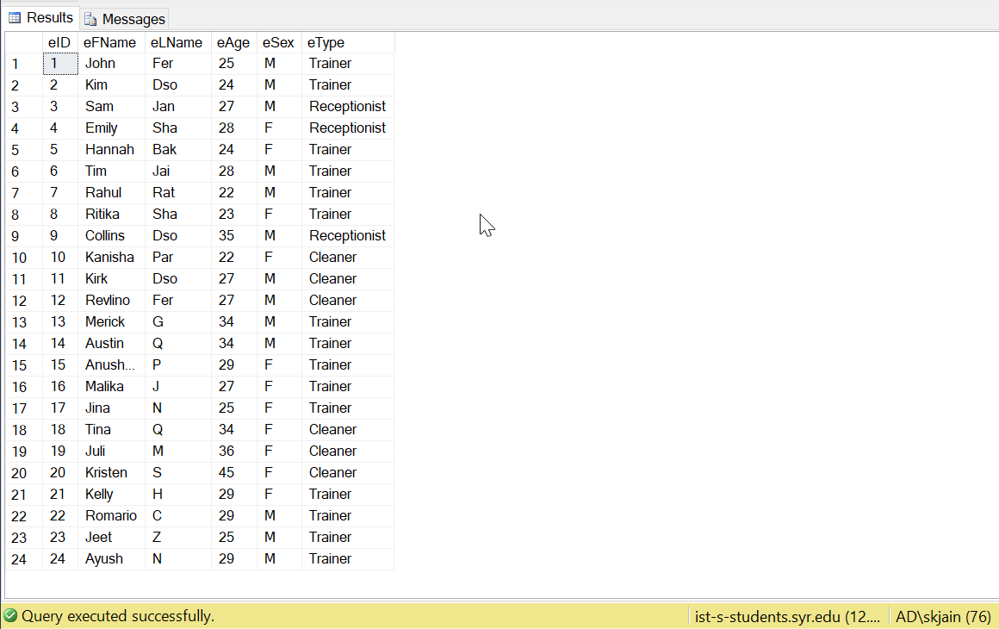 Results Messages
eID eFName eLName eAge eSex eType
1 1 John Fer 25 M Trainer
2 2 Kim Dso 24 M Trainer
3 3 Sam Jan 27 M Receptionist
4 4 Emily Sha 28 F Receptionist
5 5 Hannah Bak 24 F Trainer
6 6 Tim Jai 28 M Trainer
7 7 Rahul Rat 22 M Trainer
8 8 Ritika Sha 23 F Trainer
9 9 Collins Dso 35 M Receptionist
10 10 Kanisha Par 22 F Cleaner
11 11 Kirk Dso 27 M Cleaner
12 12 Revlino Fer 27 M Cleaner
13 13 Merick G 34 M Trainer
14 14 Austin Q 34 M Trainer
15 15 Anush... P 29 F Trainer
16 16 Malika J 27 F Trainer
17 17 Jina N 25 F Trainer
18 18 Tina Q 34 F Cleaner
19 19 Juli M 36 F Cleaner
20 20 Kristen S 45 F Cleaner
21 21 Kelly H 29 F Trainer
22 22 Romario C 29 M Trainer
23 23 Jeet Z 25 M Trainer
24 24 Ayush N 29 M Trainer
Query executed successfully. ist-s-students.syr.edu (12.... AD\skjain (76)